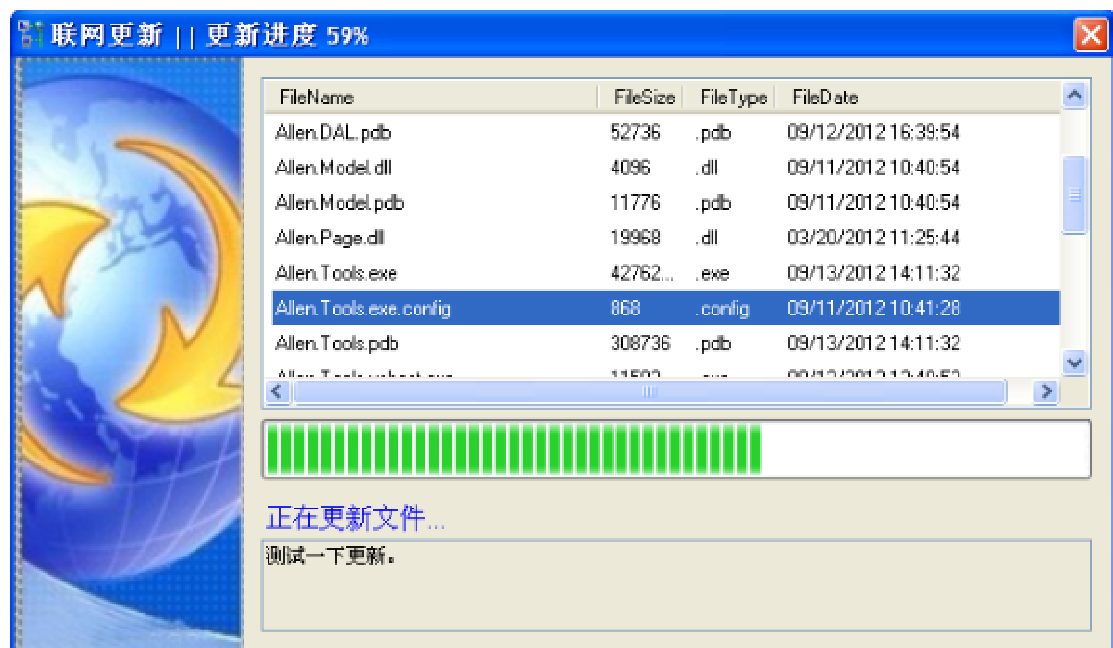 联网更新 || 更新进度 59%
FileName FileSize FileType FileDate
Allen.DAL.pdb 52736 .pdb 09/12/2012 16:39:54
Allen.Model.dll 4096 .dll 09/11/2012 10:40:54
Allen.Model.pdb 11776 .pdb 09/11/2012 10:40:54
Allen.Page.dll 19968 .dll 03/20/2012 11:25:44
Allen.Tools.exe 42762... .exe 09/13/2012 14:11:32
Allen.Tools.exe.config 868 .config 09/11/2012 10:41:28
Allen.Tools.pdb 308736 .pdb 09/13/2012 14:11:32
正在更新文件...
测试一下更新。